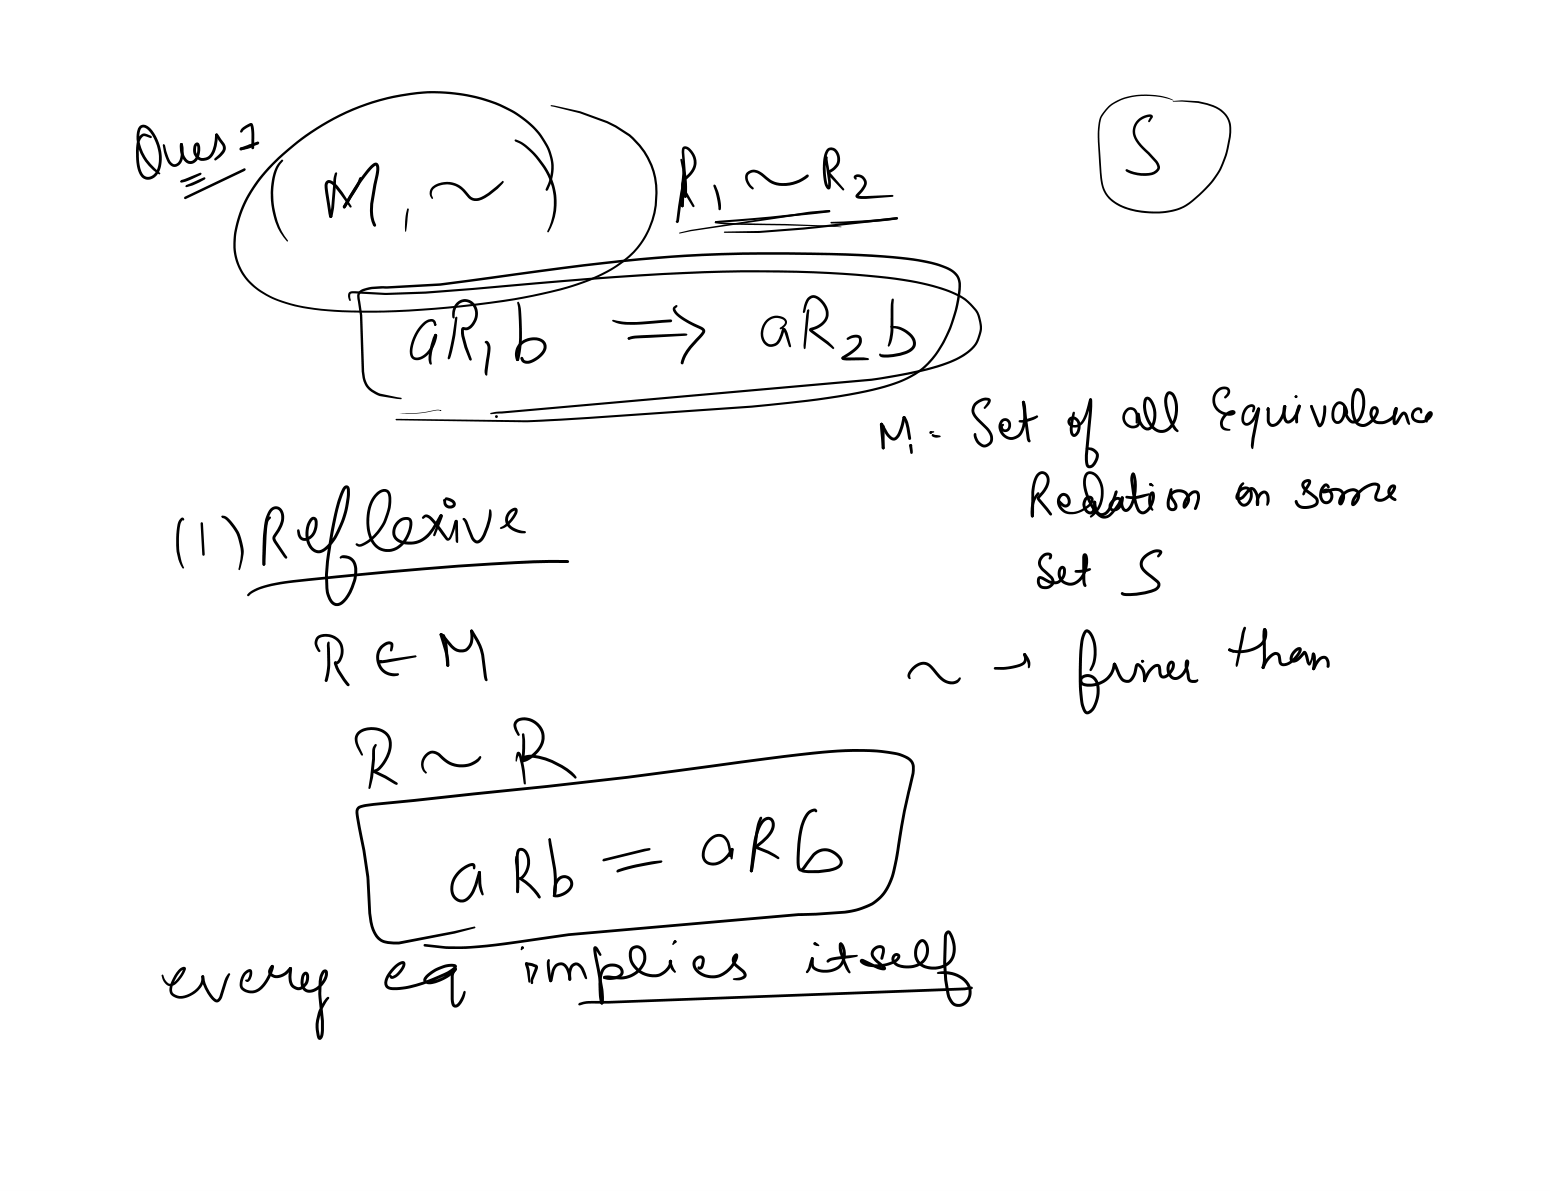 Ques 1
(M, ~) R₁ ~ R₂
S
aR₁b ⇒ aR₂b
M - Set of all Equivalence
Relation on some
Set S
~ → finer than
(1) Reflexive
R ∈ M
R ~ R
aRb = aRb
every eq implies itself